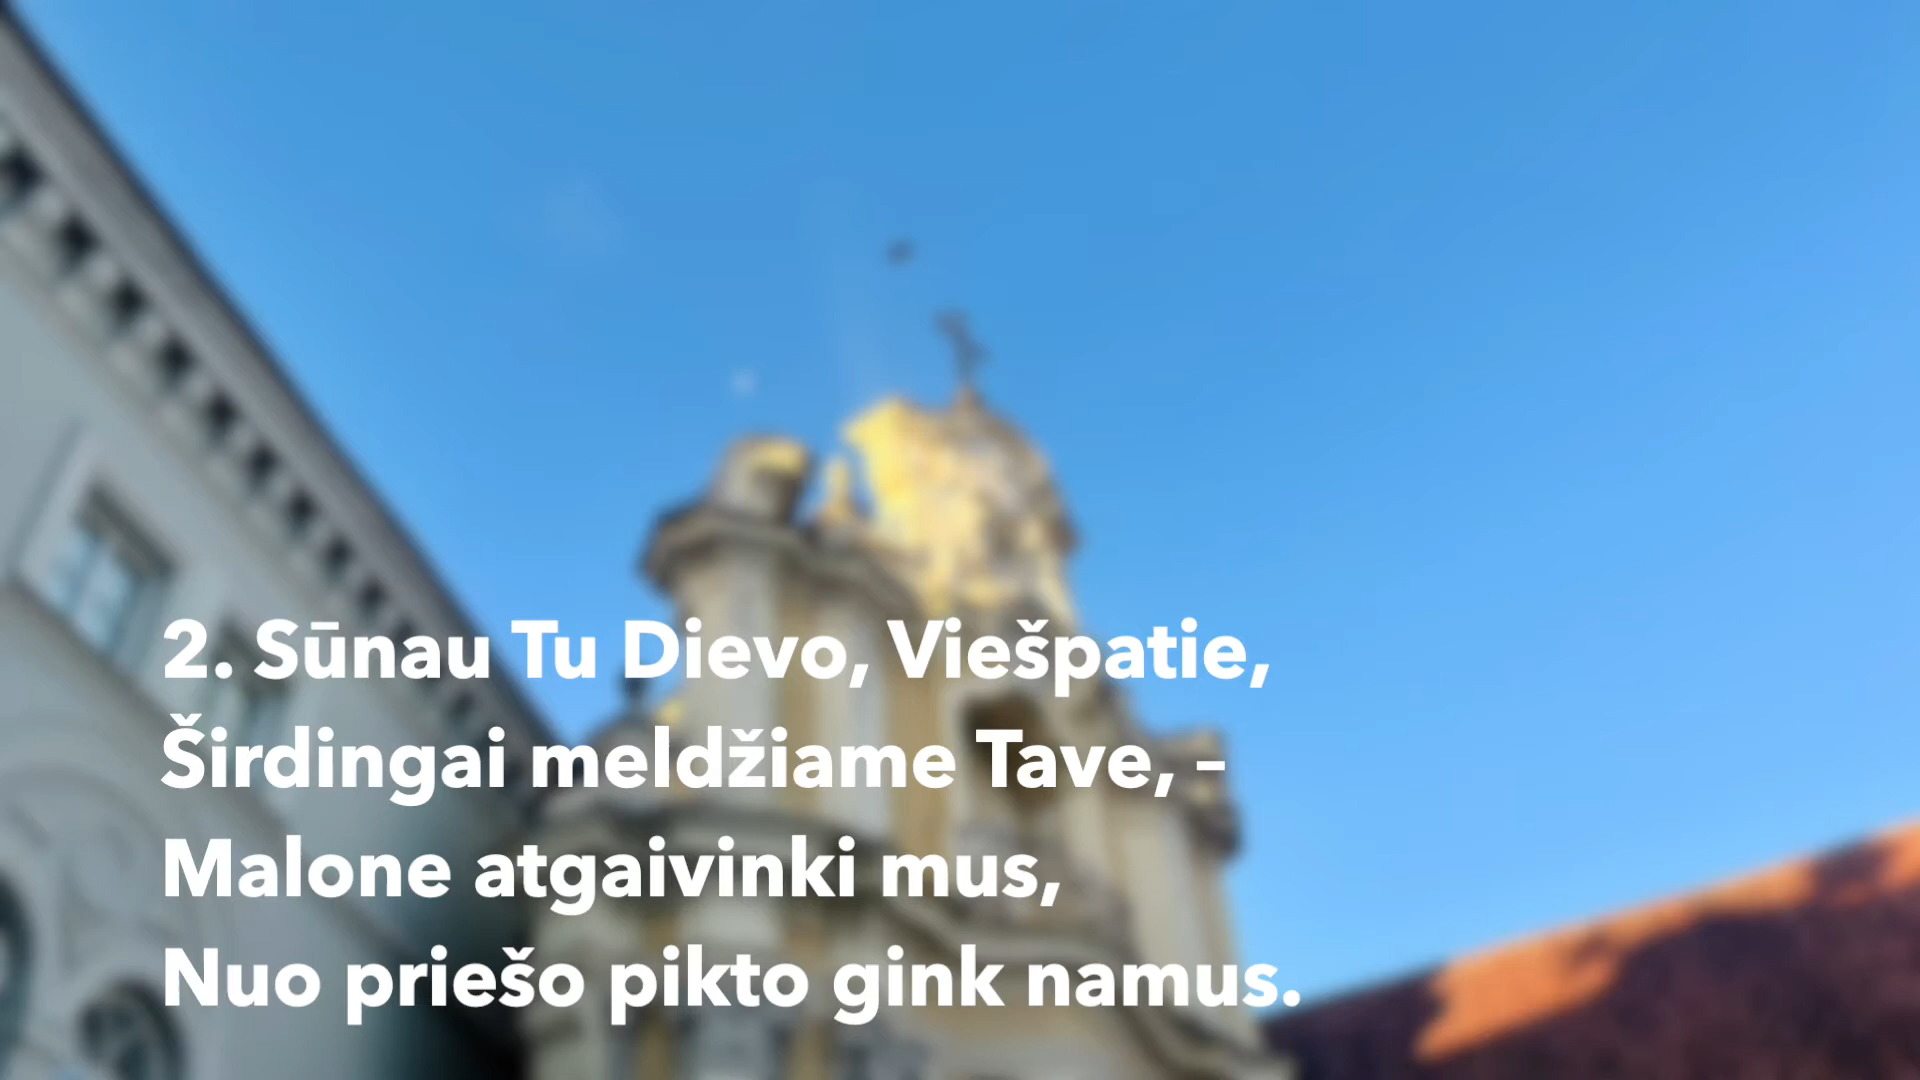 2. Sūnau Tu Dievo, Viešpatie,
Širdingai meldžiame Tave, –
Malone atgaivinki mus,
Nuo priešo pikto gink namus.